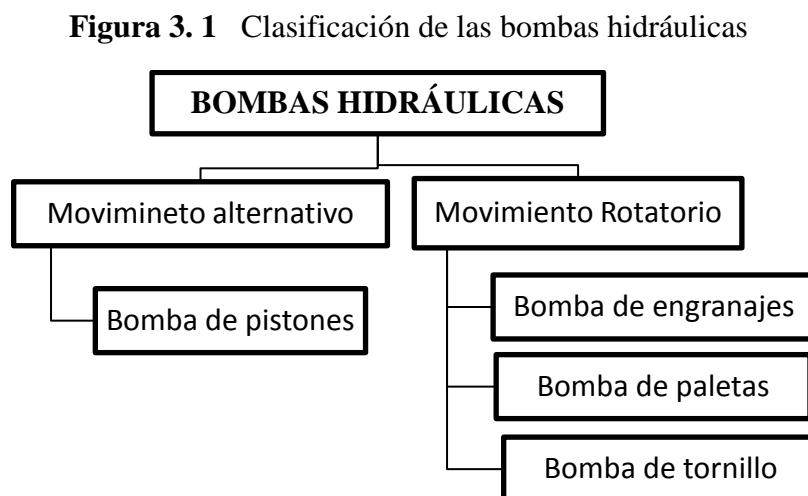 Figura 3. 1 Clasificación de las bombas hidráulicas
BOMBAS HIDRÁULICAS
Movimineto alternativo
Bomba de pistones
Movimiento Rotatorio
Bomba de engranajes
Bomba de paletas
Bomba de tornillo